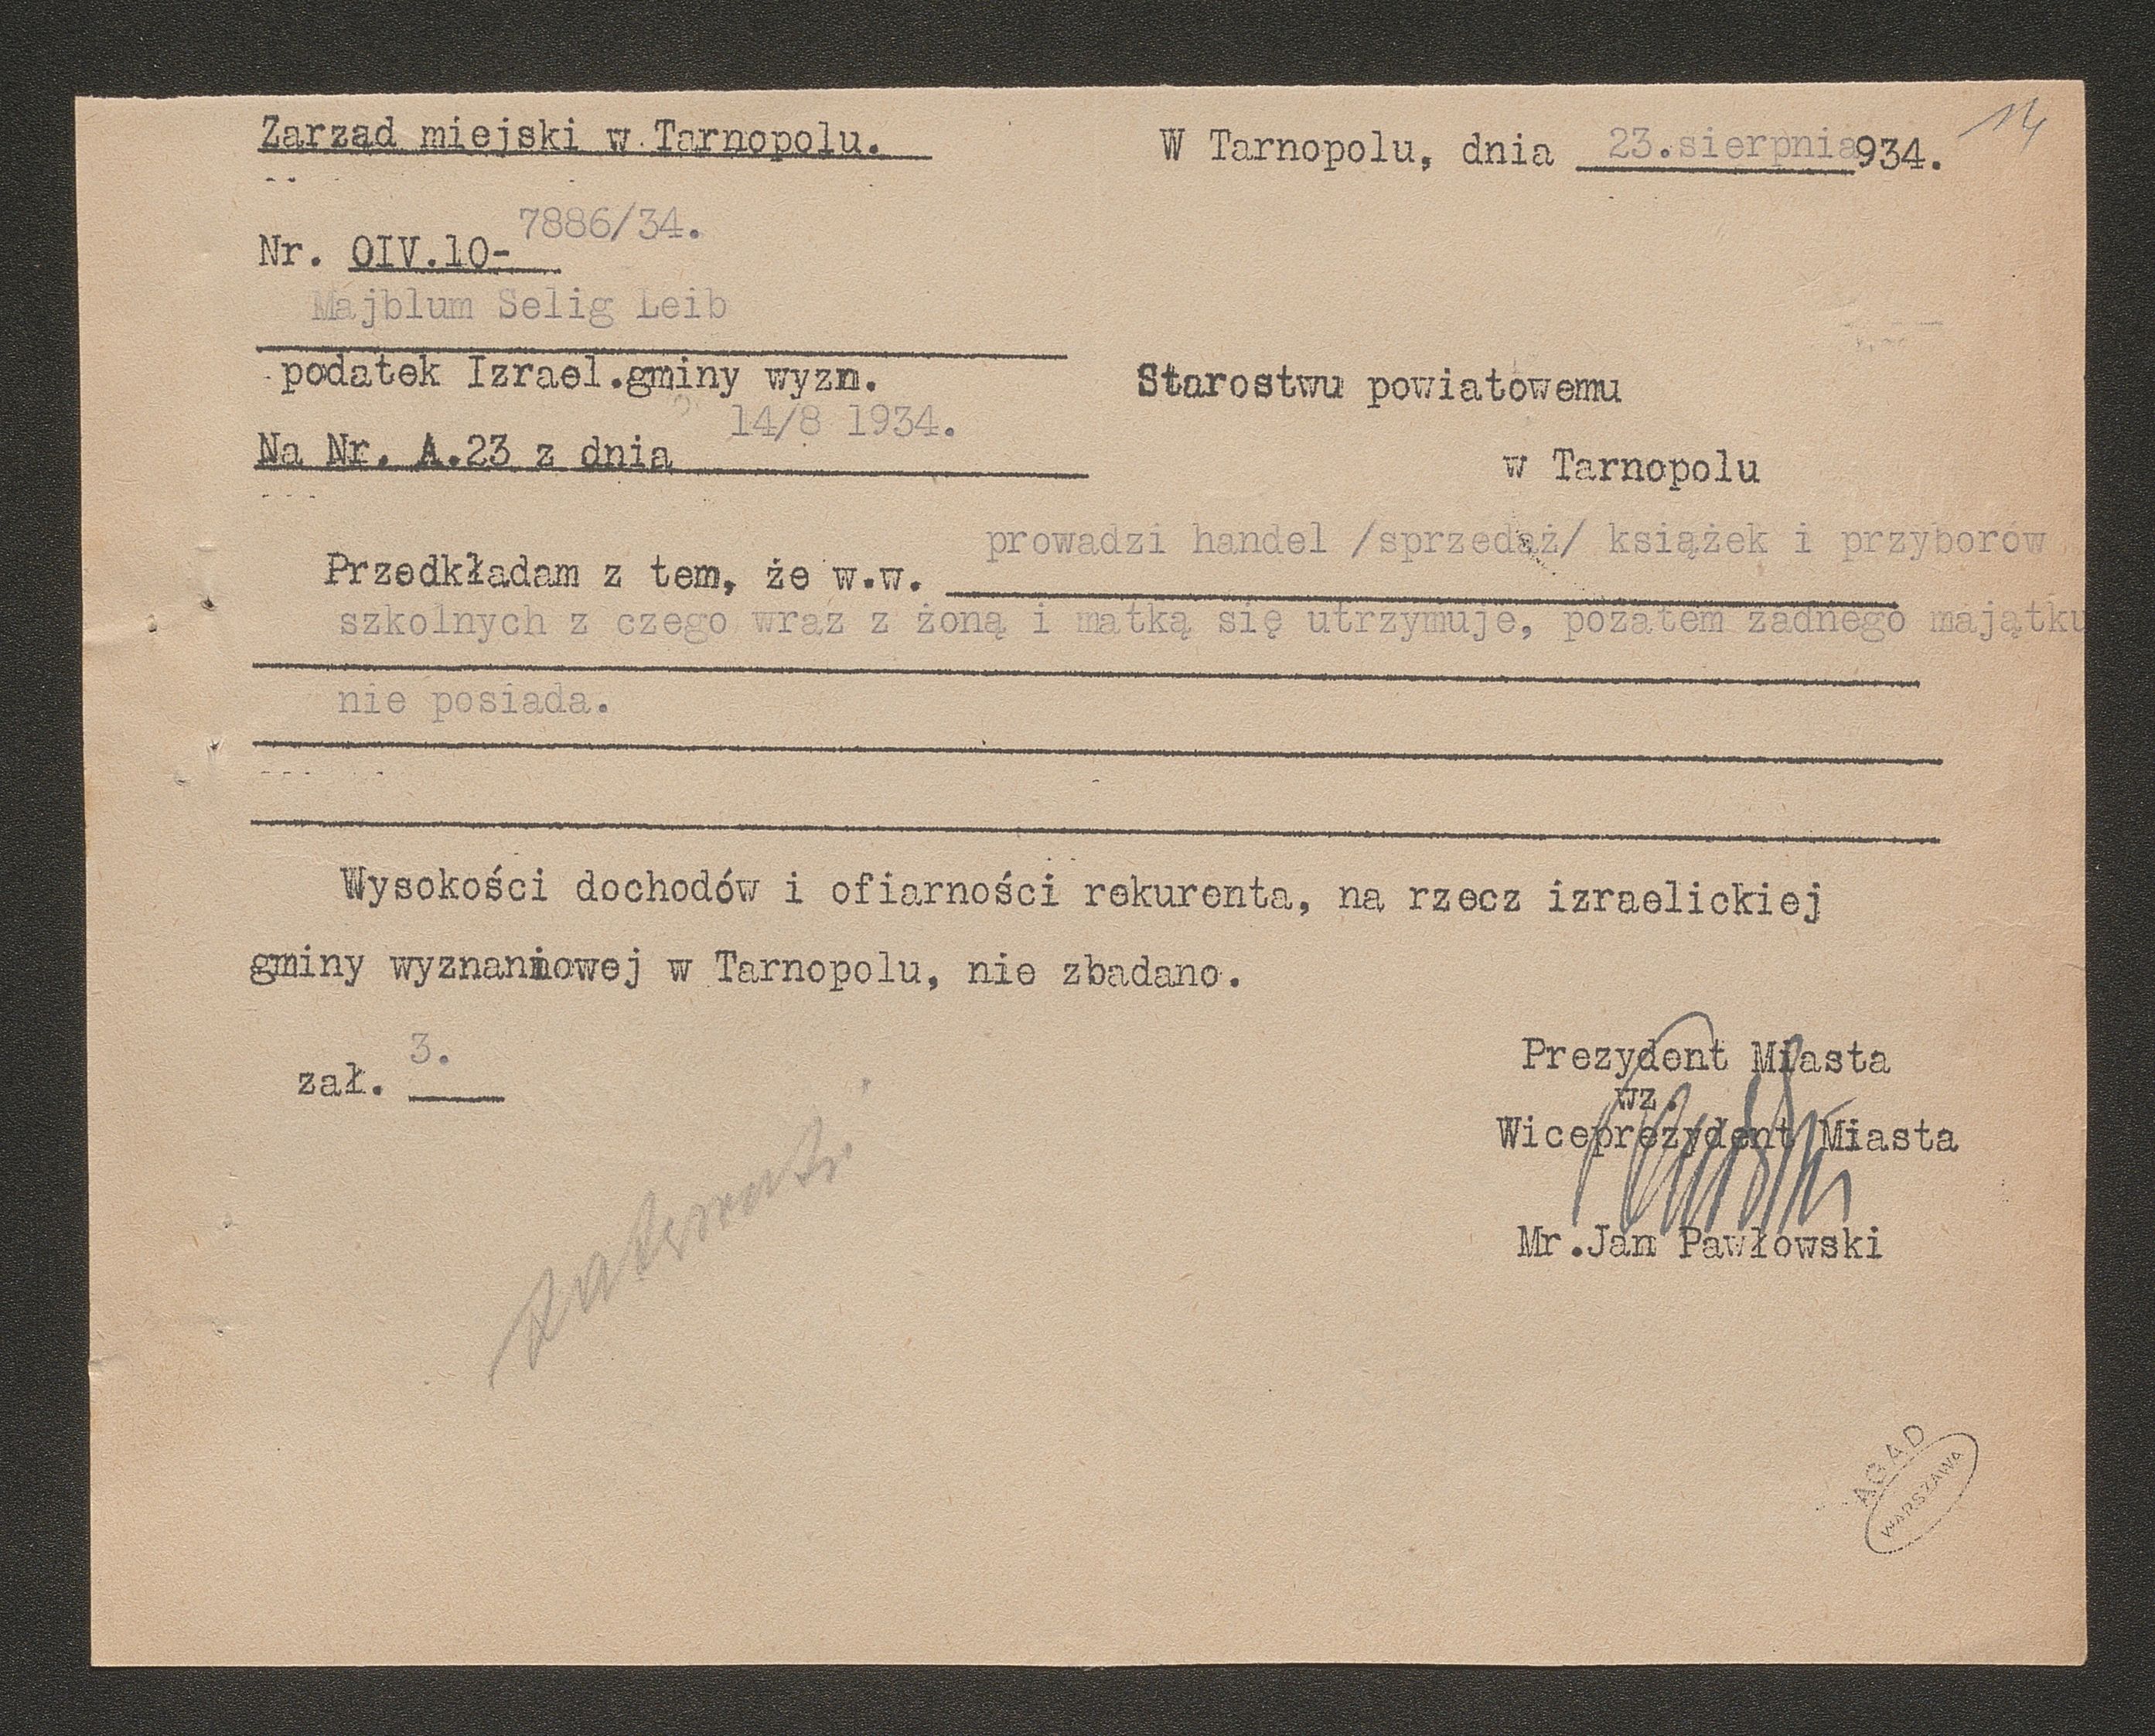 Zarząd miejski w Tarnopolu.
W Tarnopolu, dnia 23.sierpnia934.
14
Nr. OIV.10- 7886/34.
Majblum Selig Leib
podatek Izrael.gminy wyzn.
Starostwu powiatowemu
Na Nr. A.23 z dnia 14/8 1934.
w Tarnopolu
Przedkładam z tem, że w.w. prowadzi handel /sprzedąż/ książek i przyborów
szkolnych z czego wraz z żoną i matką się utrzymuje, pozatem żadnego majątku
nie posiada.
Wysokości dochodów i ofiarności rekurenta, na rzecz izraelickiej
gminy wyznaniowej w Tarnopolu, nie zbadano.
zał. 3.
Prezydent Miasta
wz.
Wiceprezydent Miasta
Mr.Jan Pawłowski
AGAD
WARSZAWA